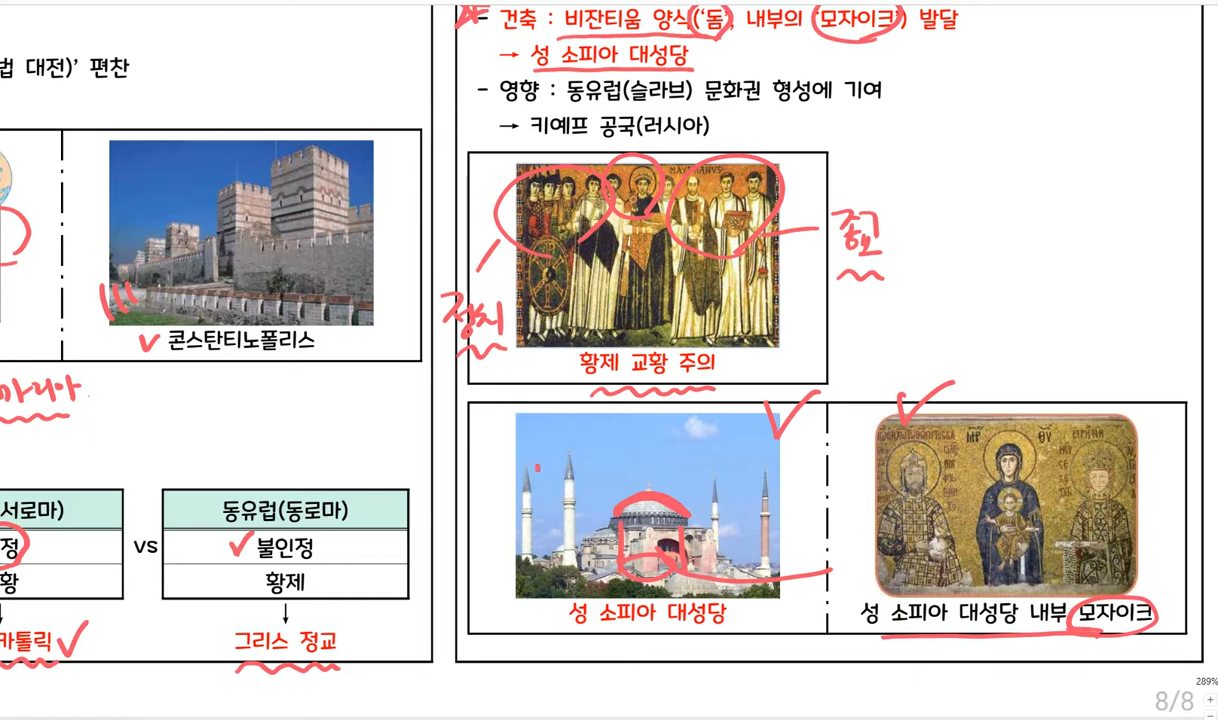 법 대전)’ 편찬
콘스탄티노폴리스
마리아
서로마)
정
황
카톨릭
vs
동유럽(동로마)
불인정
황제
↓
그리스 정교
- 건축 : 비잔티움 양식(‘돔’, 내부의 ‘모자이크’) 발달
→ 성 소피아 대성당
- 영향 : 동유럽(슬라브) 문화권 형성에 기여
→ 키예프 공국(러시아)
정치
종교
황제 교황 주의
성 소피아 대성당
성 소피아 대성당 내부 모자이크
289%
8/8